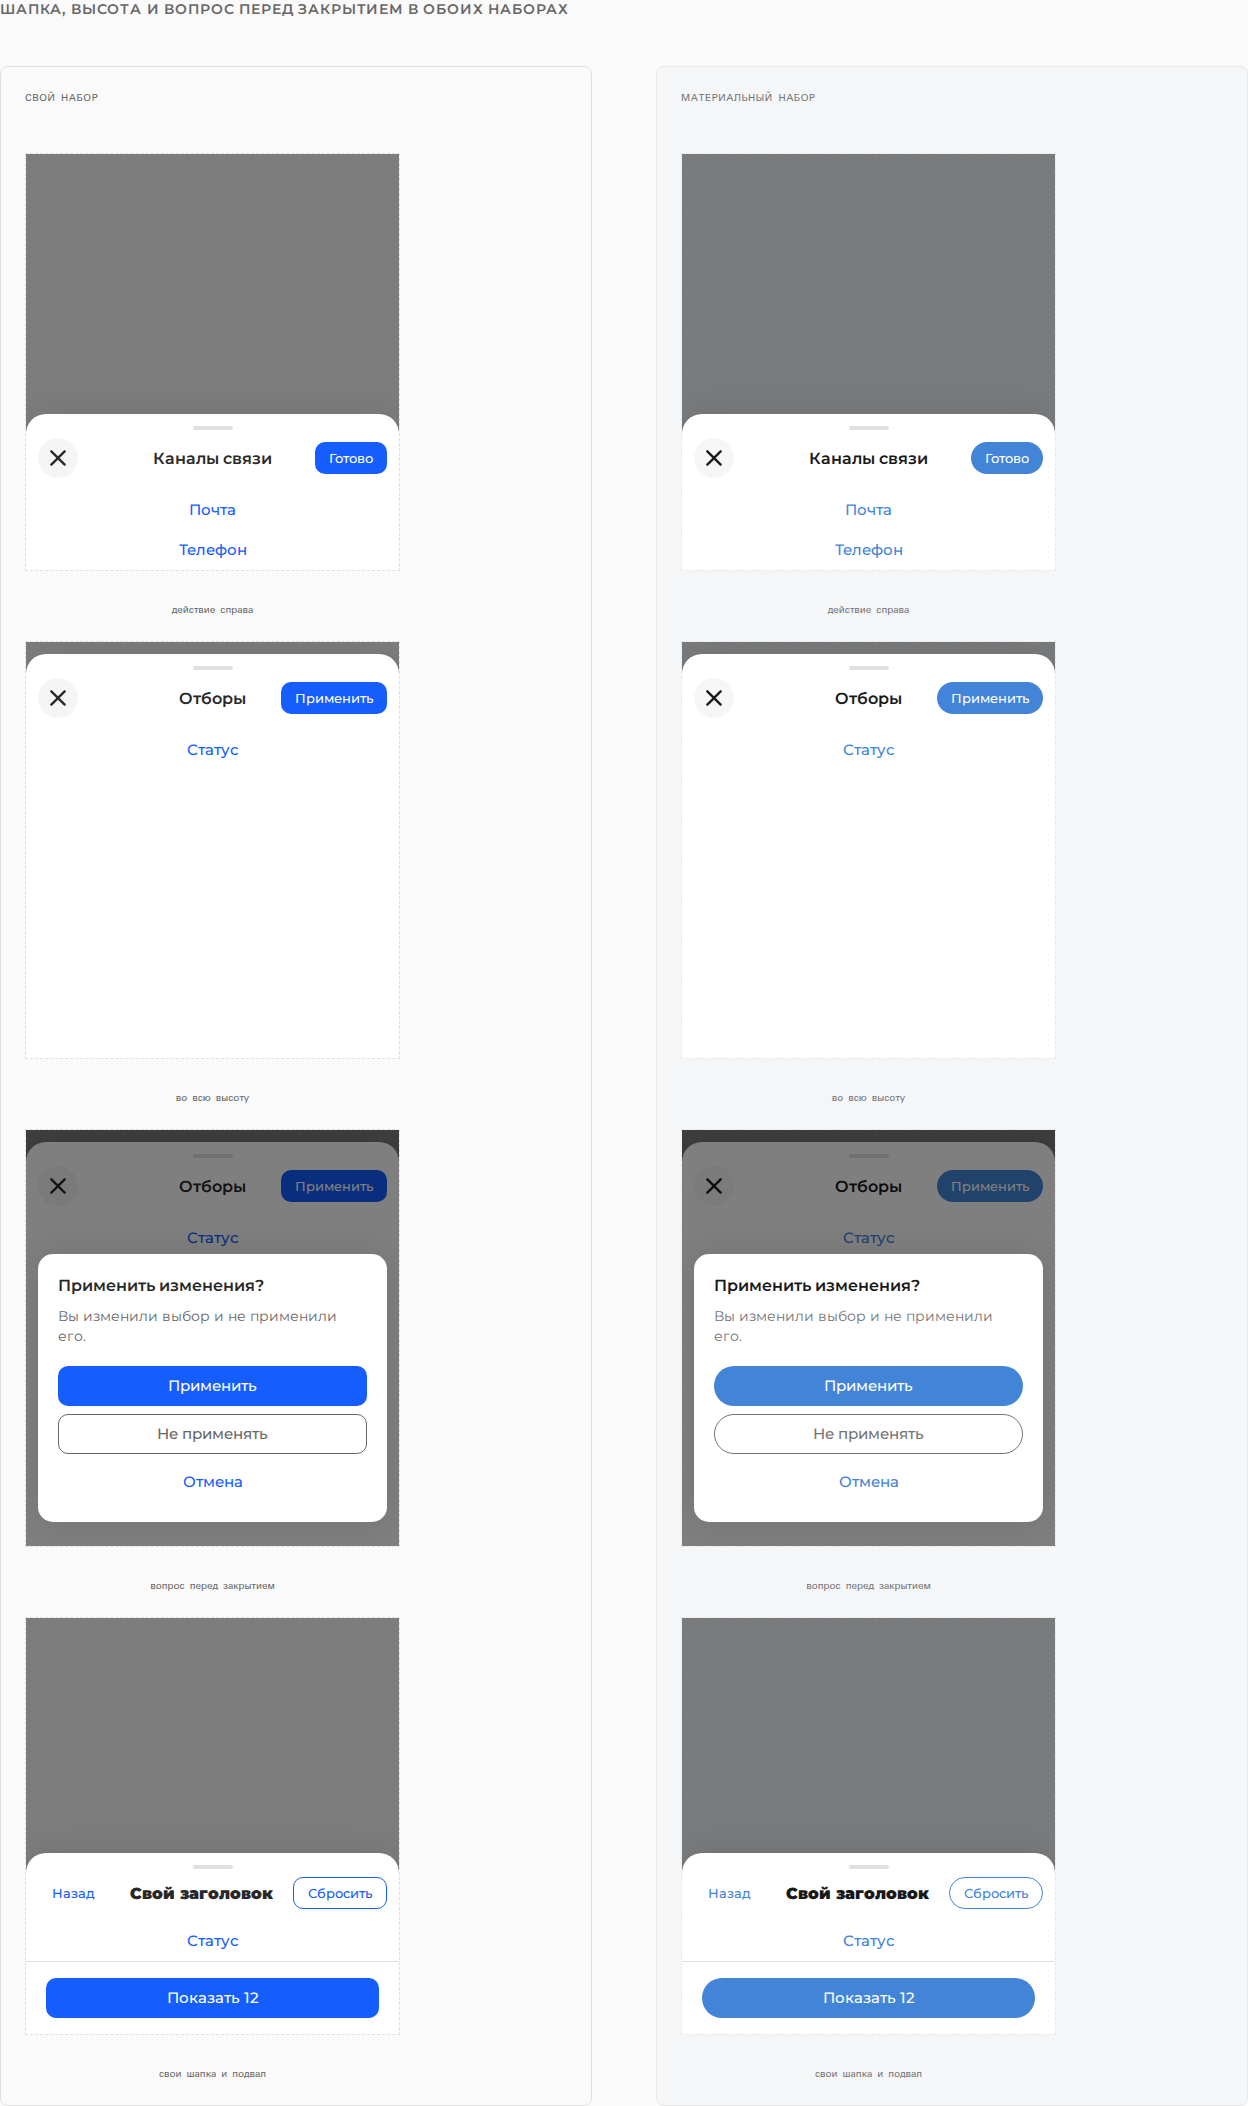 ШАПКА, ВЫСОТА И ВОПРОС ПЕРЕД ЗАКРЫТИЕМ В ОБОИХ НАБОРАХ
СВОЙ НАБОР
Каналы связи
Готово
Почта
Телефон
действие справа
Отборы
Применить
Статус
во всю высоту
Отборы
Применить
Статус
Применить изменения?
Вы изменили выбор и не применили
его.
Применить
Не применять
Отмена
вопрос перед закрытием
Назад
Свой заголовок
Сбросить
Статус
Показать 12
свои шапка и подвал
МАТЕРИАЛЬНЫЙ НАБОР
Каналы связи
Готово
Почта
Телефон
действие справа
Отборы
Применить
Статус
во всю высоту
Отборы
Применить
Статус
Применить изменения?
Вы изменили выбор и не применили
его.
Применить
Не применять
Отмена
вопрос перед закрытием
Назад
Свой заголовок
Сбросить
Статус
Показать 12
свои шапка и подвал